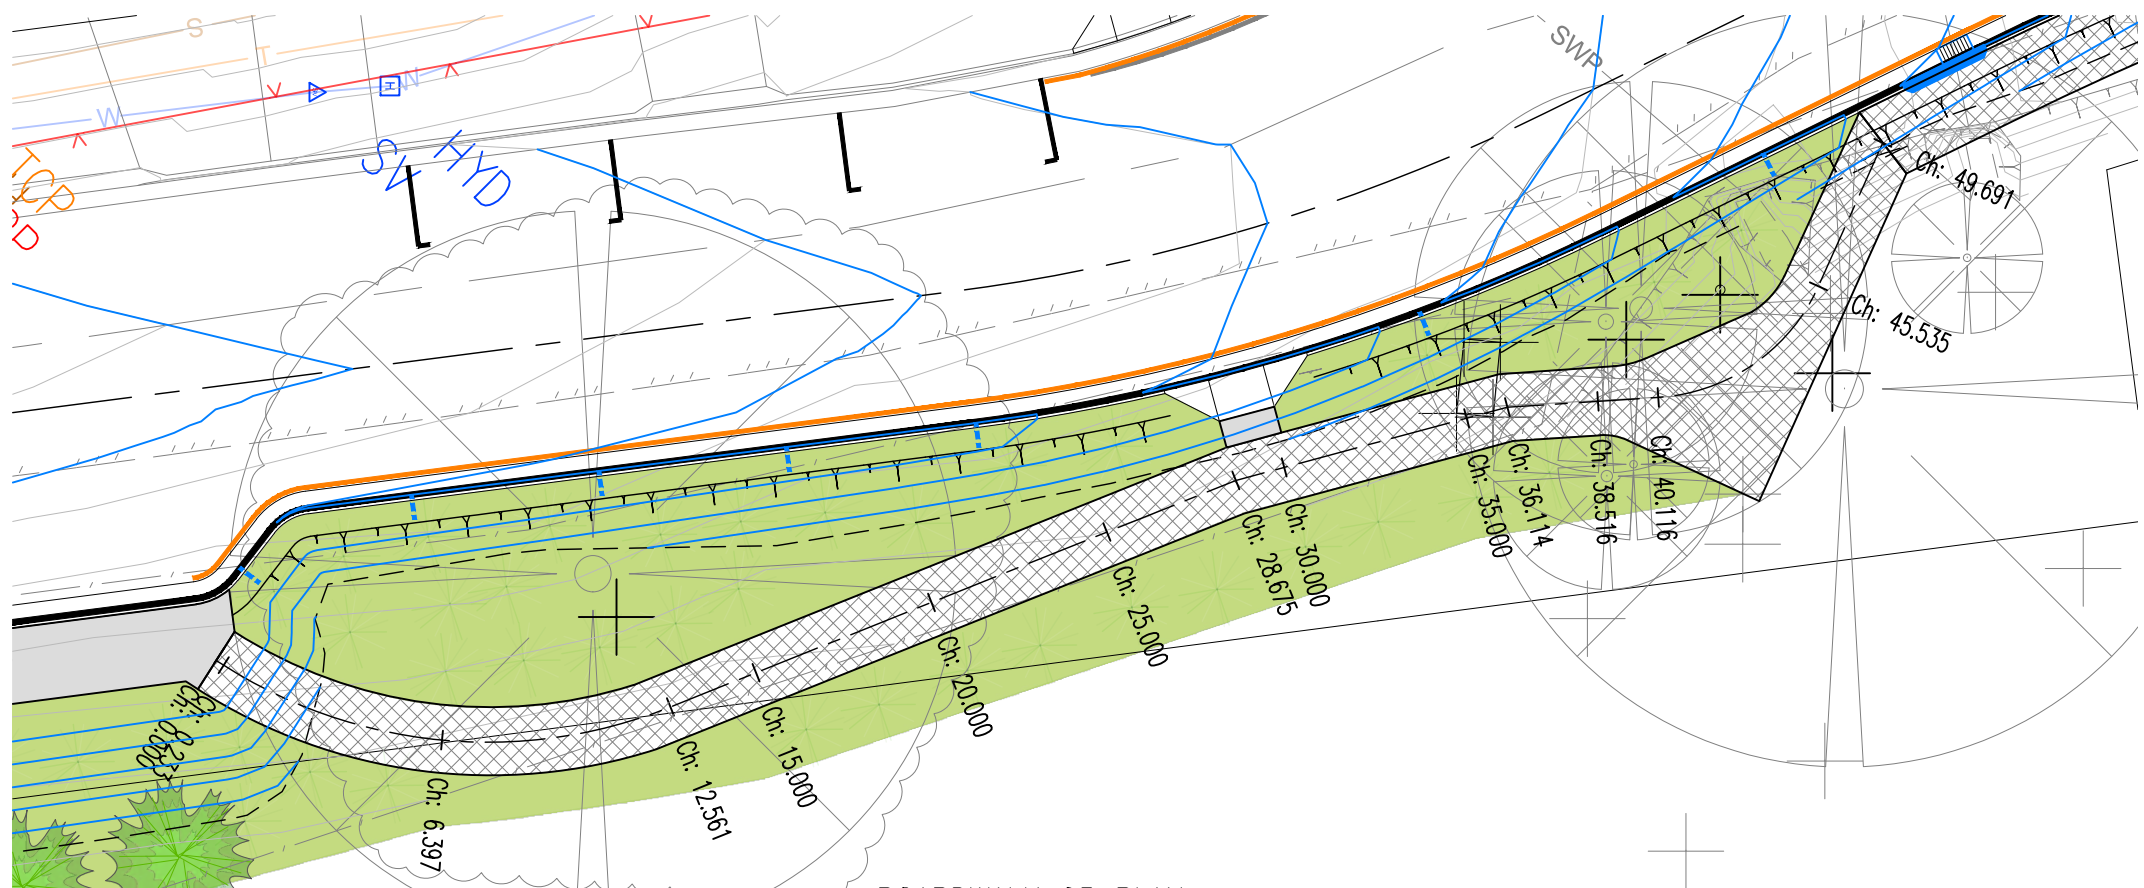 S
T
W
W
SWP
TCP
SV
HYD
Ch: 49.691
Ch: 45.535
Ch: 40.116
Ch: 38.516
Ch: 36.114
Ch: 35.000
Ch: 30.000
Ch: 28.675
Ch: 25.000
Ch: 20.000
Ch: 15.000
Ch: 12.561
Ch: 6.397